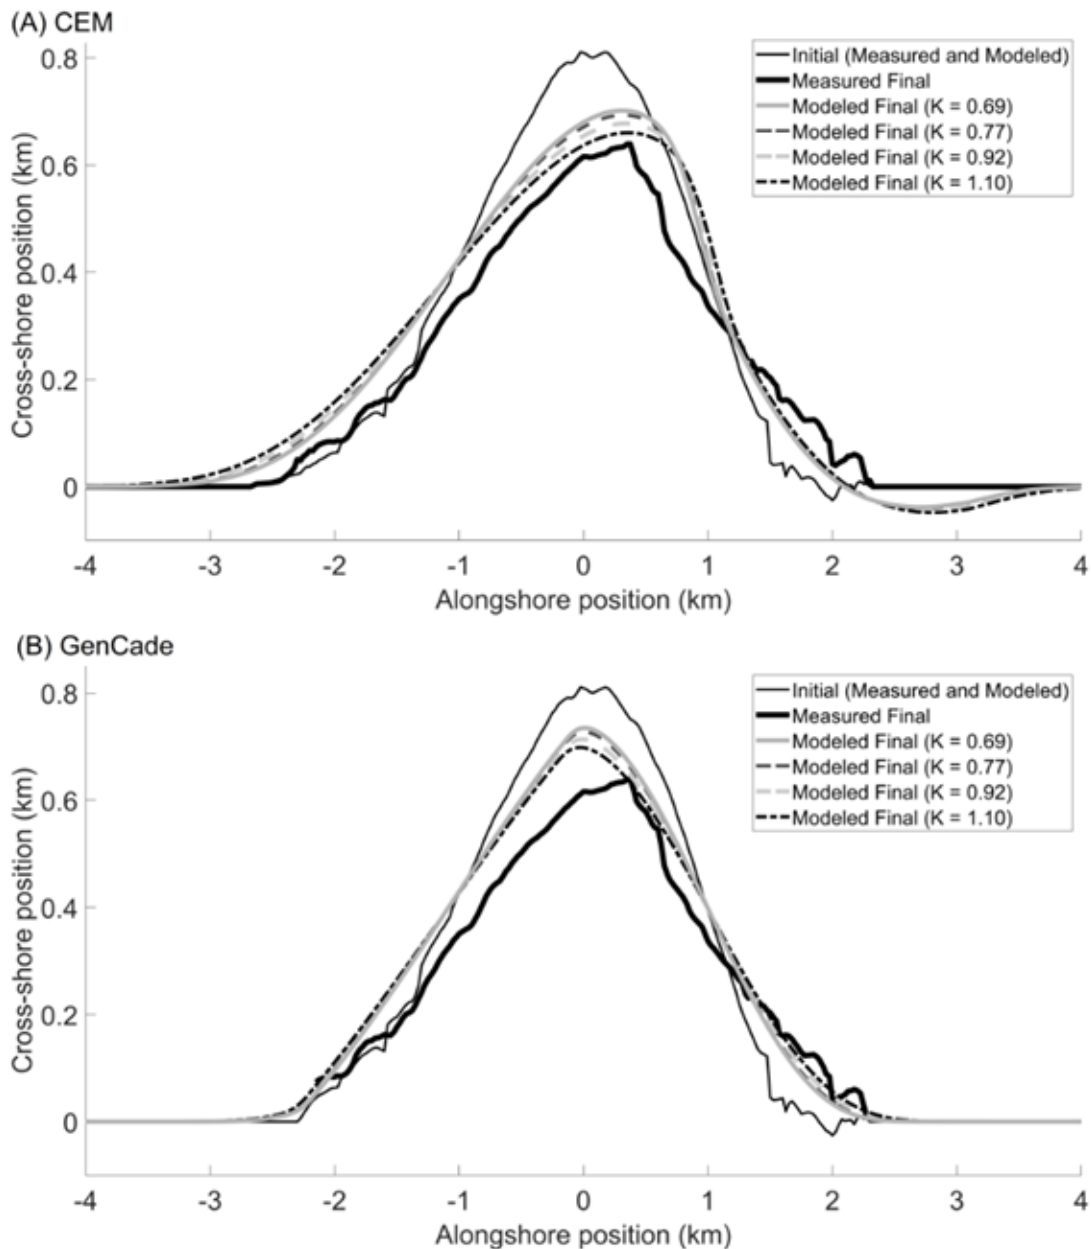 (A) CEM
0.8
0.6
0.4
0.2
0
Cross-shore position (km)
Initial (Measured and Modeled)
Measured Final
Modeled Final (K = 0.69)
Modeled Final (K = 0.77)
Modeled Final (K = 0.92)
Modeled Final (K = 1.10)
-4 -3 -2 -1 0 1 2 3 4
Alongshore position (km)
(B) GenCade
0.8
0.6
0.4
0.2
0
Cross-shore position (km)
Initial (Measured and Modeled)
Measured Final
Modeled Final (K = 0.69)
Modeled Final (K = 0.77)
Modeled Final (K = 0.92)
Modeled Final (K = 1.10)
-4 -3 -2 -1 0 1 2 3 4
Alongshore position (km)